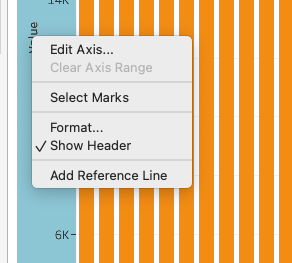 14K
Value
Edit Axis...
Clear Axis Range
Select Marks
Format...
Show Header
Add Reference Line
6K